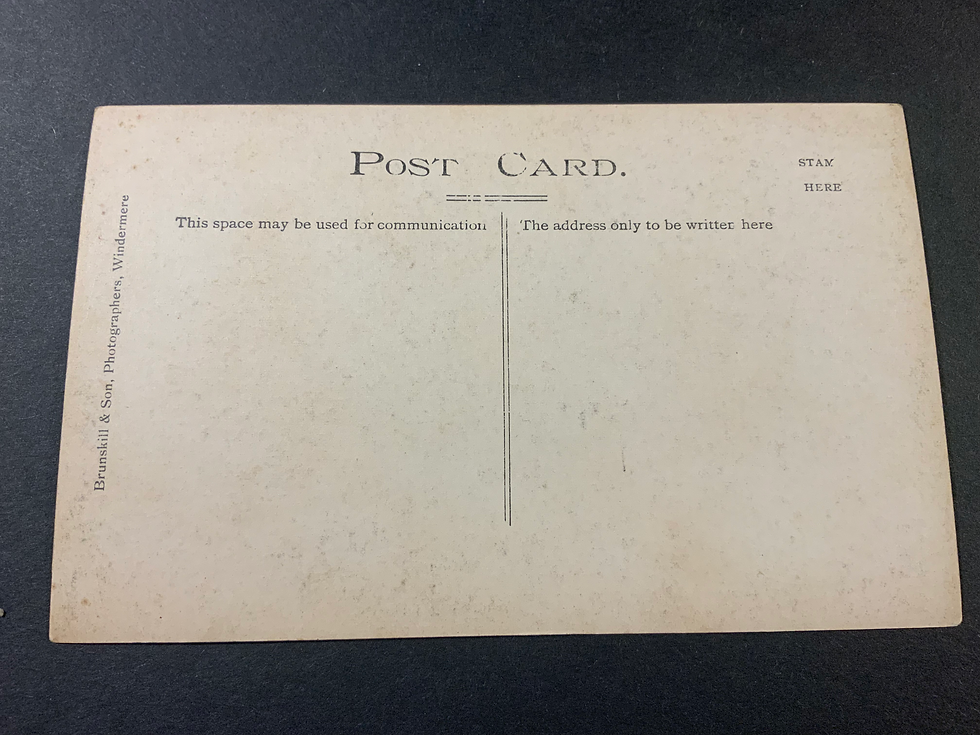 POST CARD.
STAM
HERE
This space may be used for communication
The address only to be written here
Brunskill & Son, Photographers, Windermere